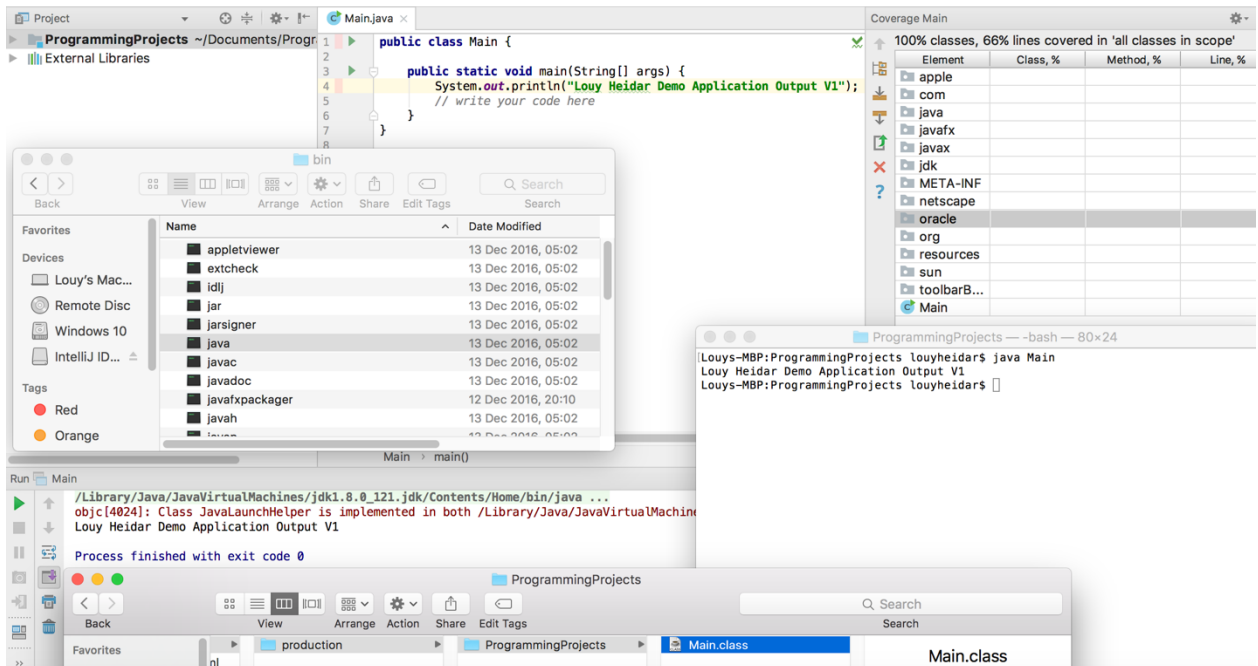 Project
Main.java
Coverage Main
ProgrammingProjects ~/Documents/Progr
External Libraries
1 public class Main {
2
3 public static void main(String[] args) {
4 System.out.println("Louy Heidar Demo Application Output V1");
5 // write your code here
6 }
7 }
8
100% classes, 66% lines covered in 'all classes in scope'
Element Class, % Method, % Line, %
apple
com
java
javafx
javax
jdk
META-INF
netscape
oracle
org
resources
sun
toolbarB...
Main
bin
Search
Back View Arrange Action Share Edit Tags Search
Favorites
Devices
Louy's Mac...
Remote Disc
Windows 10
IntelliJ ID...
Tags
Red
Orange
Name Date Modified
appletviewer 13 Dec 2016, 05:02
extcheck 13 Dec 2016, 05:02
idlj 13 Dec 2016, 05:02
jar 13 Dec 2016, 05:02
jarsigner 13 Dec 2016, 05:02
java 13 Dec 2016, 05:02
javac 13 Dec 2016, 05:02
javadoc 13 Dec 2016, 05:02
javafxpackager 12 Dec 2016, 20:10
javah 13 Dec 2016, 05:02
ProgrammingProjects — -bash — 80×24
[Louys-MBP:ProgrammingProjects louyheidar$ java Main
Louy Heidar Demo Application Output V1
Louys-MBP:ProgrammingProjects louyheidar$
Main › main()
Run Main
/Library/Java/JavaVirtualMachines/jdk1.8.0_121.jdk/Contents/Home/bin/java ...
objc[4024]: Class JavaLaunchHelper is implemented in both /Library/Java/JavaVirtualMachine
Louy Heidar Demo Application Output V1
Process finished with exit code 0
ProgrammingProjects
Search
Back View Arrange Action Share Edit Tags Search
Favorites
production
ProgrammingProjects
Main.class
Main.class